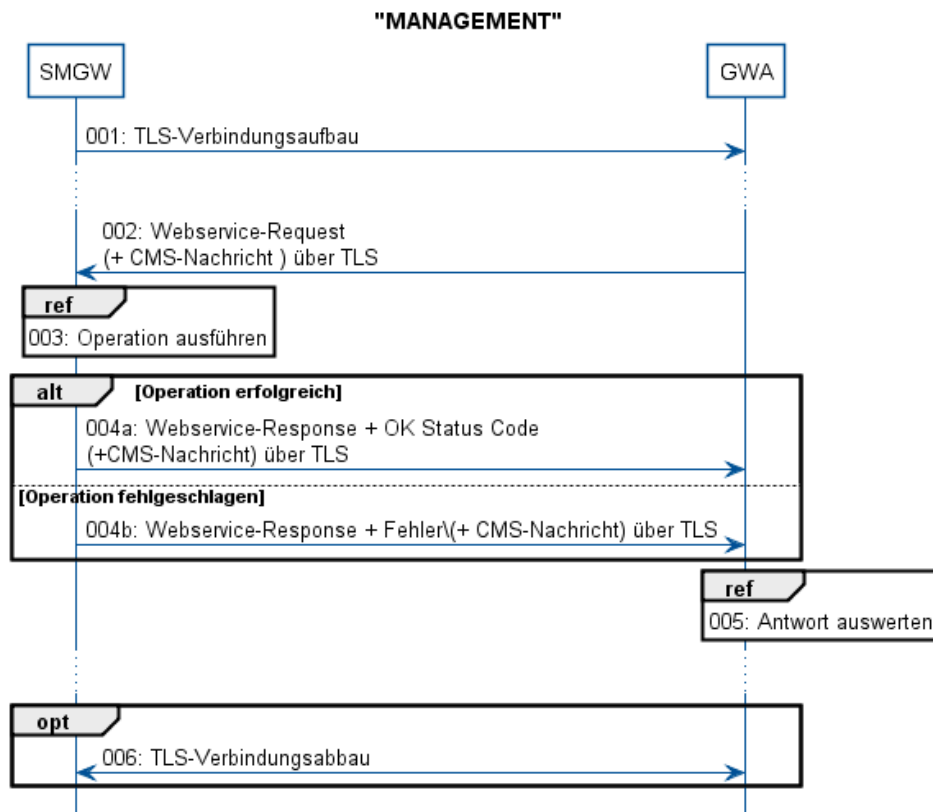 "MANAGEMENT"
SMGW
GWA
001: TLS-Verbindungsaufbau
002: Webservice-Request
(+ CMS-Nachricht ) über TLS
ref
003: Operation ausführen
alt
[Operation erfolgreich]
004a: Webservice-Response + OK Status Code
(+CMS-Nachricht) über TLS
[Operation fehlgeschlagen]
004b: Webservice-Response + Fehler\(+ CMS-Nachricht) über TLS
ref
005: Antwort auswerten
opt
006: TLS-Verbindungsabbau